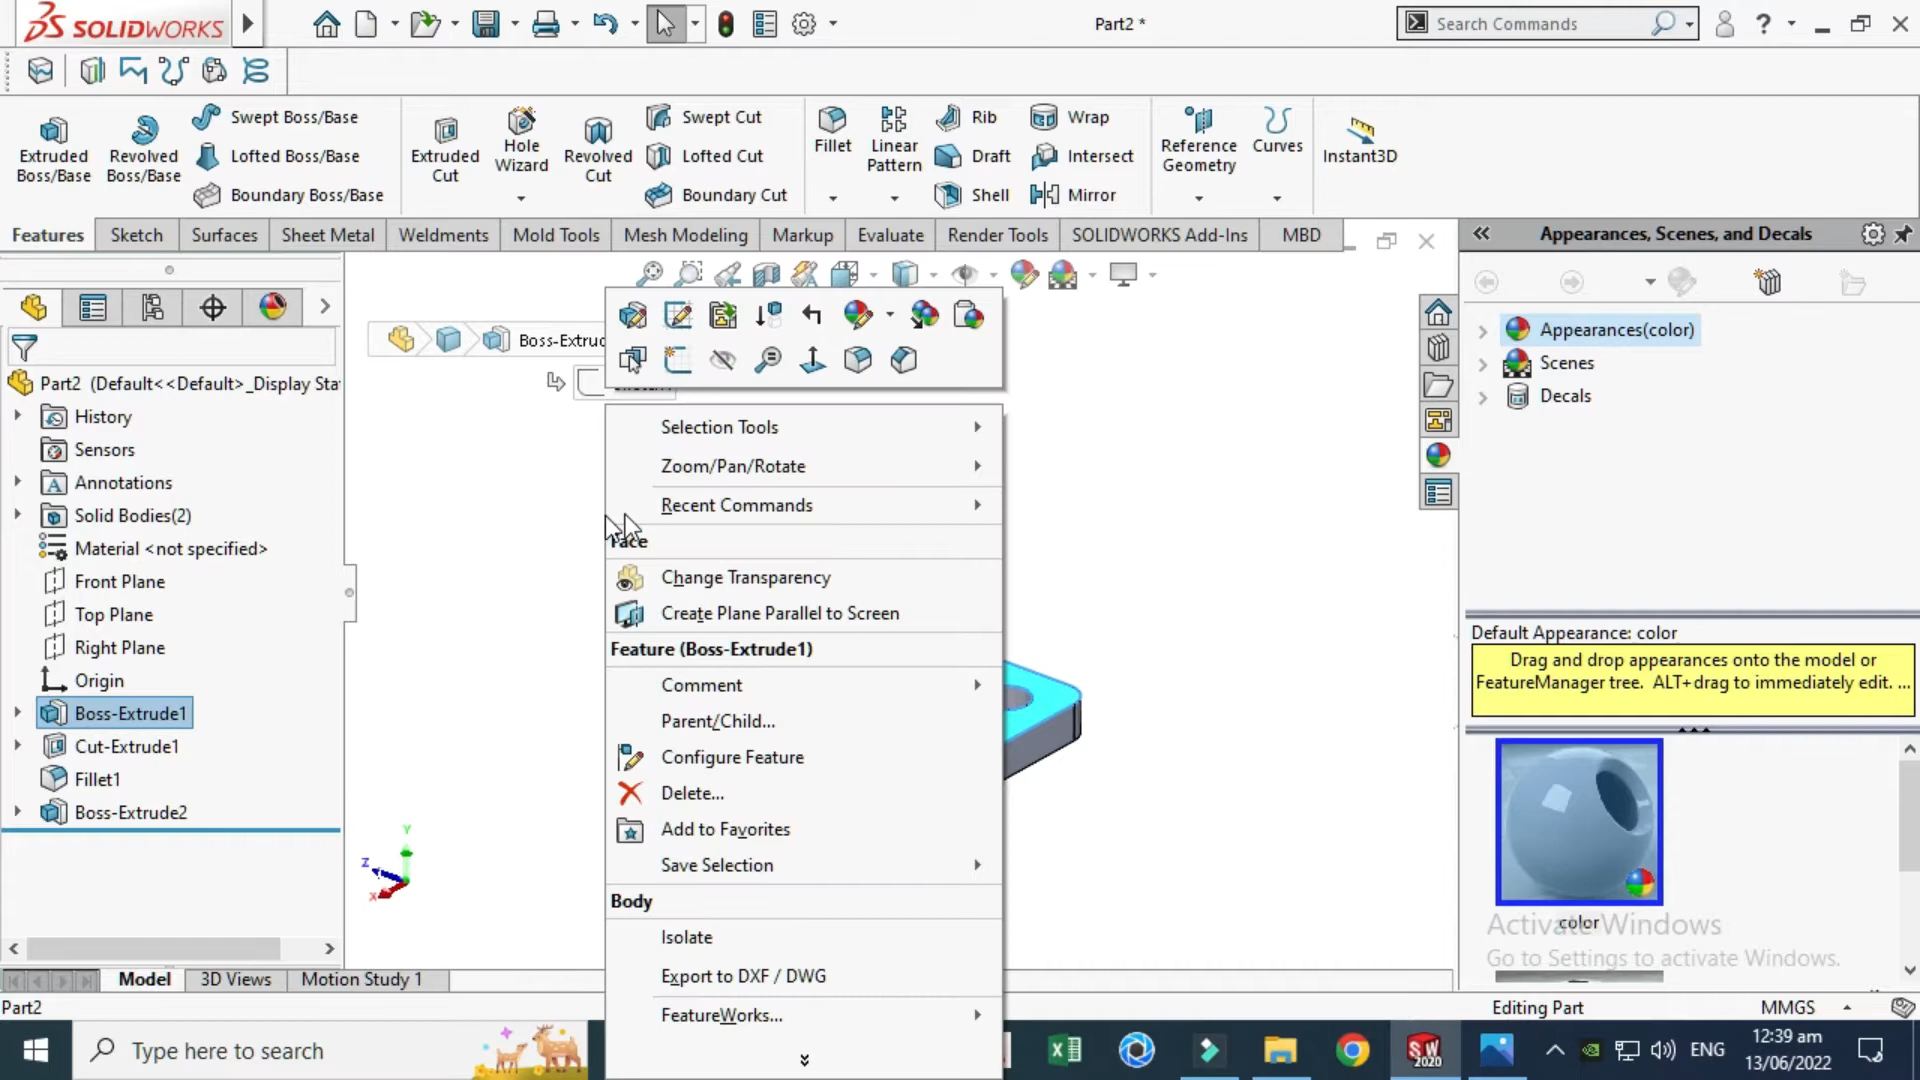 SOLIDWORKS
Part2 *
Search Commands
Extruded Boss/Base
Revolved Boss/Base
Swept Boss/Base
Lofted Boss/Base
Boundary Boss/Base
Extruded Cut
Hole Wizard
Revolved Cut
Swept Cut
Lofted Cut
Boundary Cut
Fillet
Linear Pattern
Rib
Draft
Shell
Wrap
Intersect
Mirror
Reference Geometry
Curves
Instant3D
Features
Sketch
Surfaces
Sheet Metal
Weldments
Mold Tools
Mesh Modeling
Markup
Evaluate
Render Tools
SOLIDWORKS Add-Ins
MBD
Part2 (Default<<Default>_Display Sta
History
Sensors
Annotations
Solid Bodies(2)
Material <not specified>
Front Plane
Top Plane
Right Plane
Origin
Boss-Extrude1
Cut-Extrude1
Fillet1
Boss-Extrude2
Boss-Extruc
Selection Tools
Zoom/Pan/Rotate
Recent Commands
Face
Change Transparency
Create Plane Parallel to Screen
Feature (Boss-Extrude1)
Comment
Parent/Child...
Configure Feature
Delete...
Add to Favorites
Save Selection
Body
Isolate
Export to DXF / DWG
FeatureWorks...
Y
Z
X
Appearances, Scenes, and Decals
Appearances(color)
Scenes
Decals
Default Appearance: color
Drag and drop appearances onto the model or
FeatureManager tree. ALT+drag to immediately edit. ...
color
Activate Windows
Go to Settings to activate Windows.
Model
3D Views
Motion Study 1
Part2
Editing Part
MMGS
Type here to search
SW
2020
ENG
12:39 am
13/06/2022